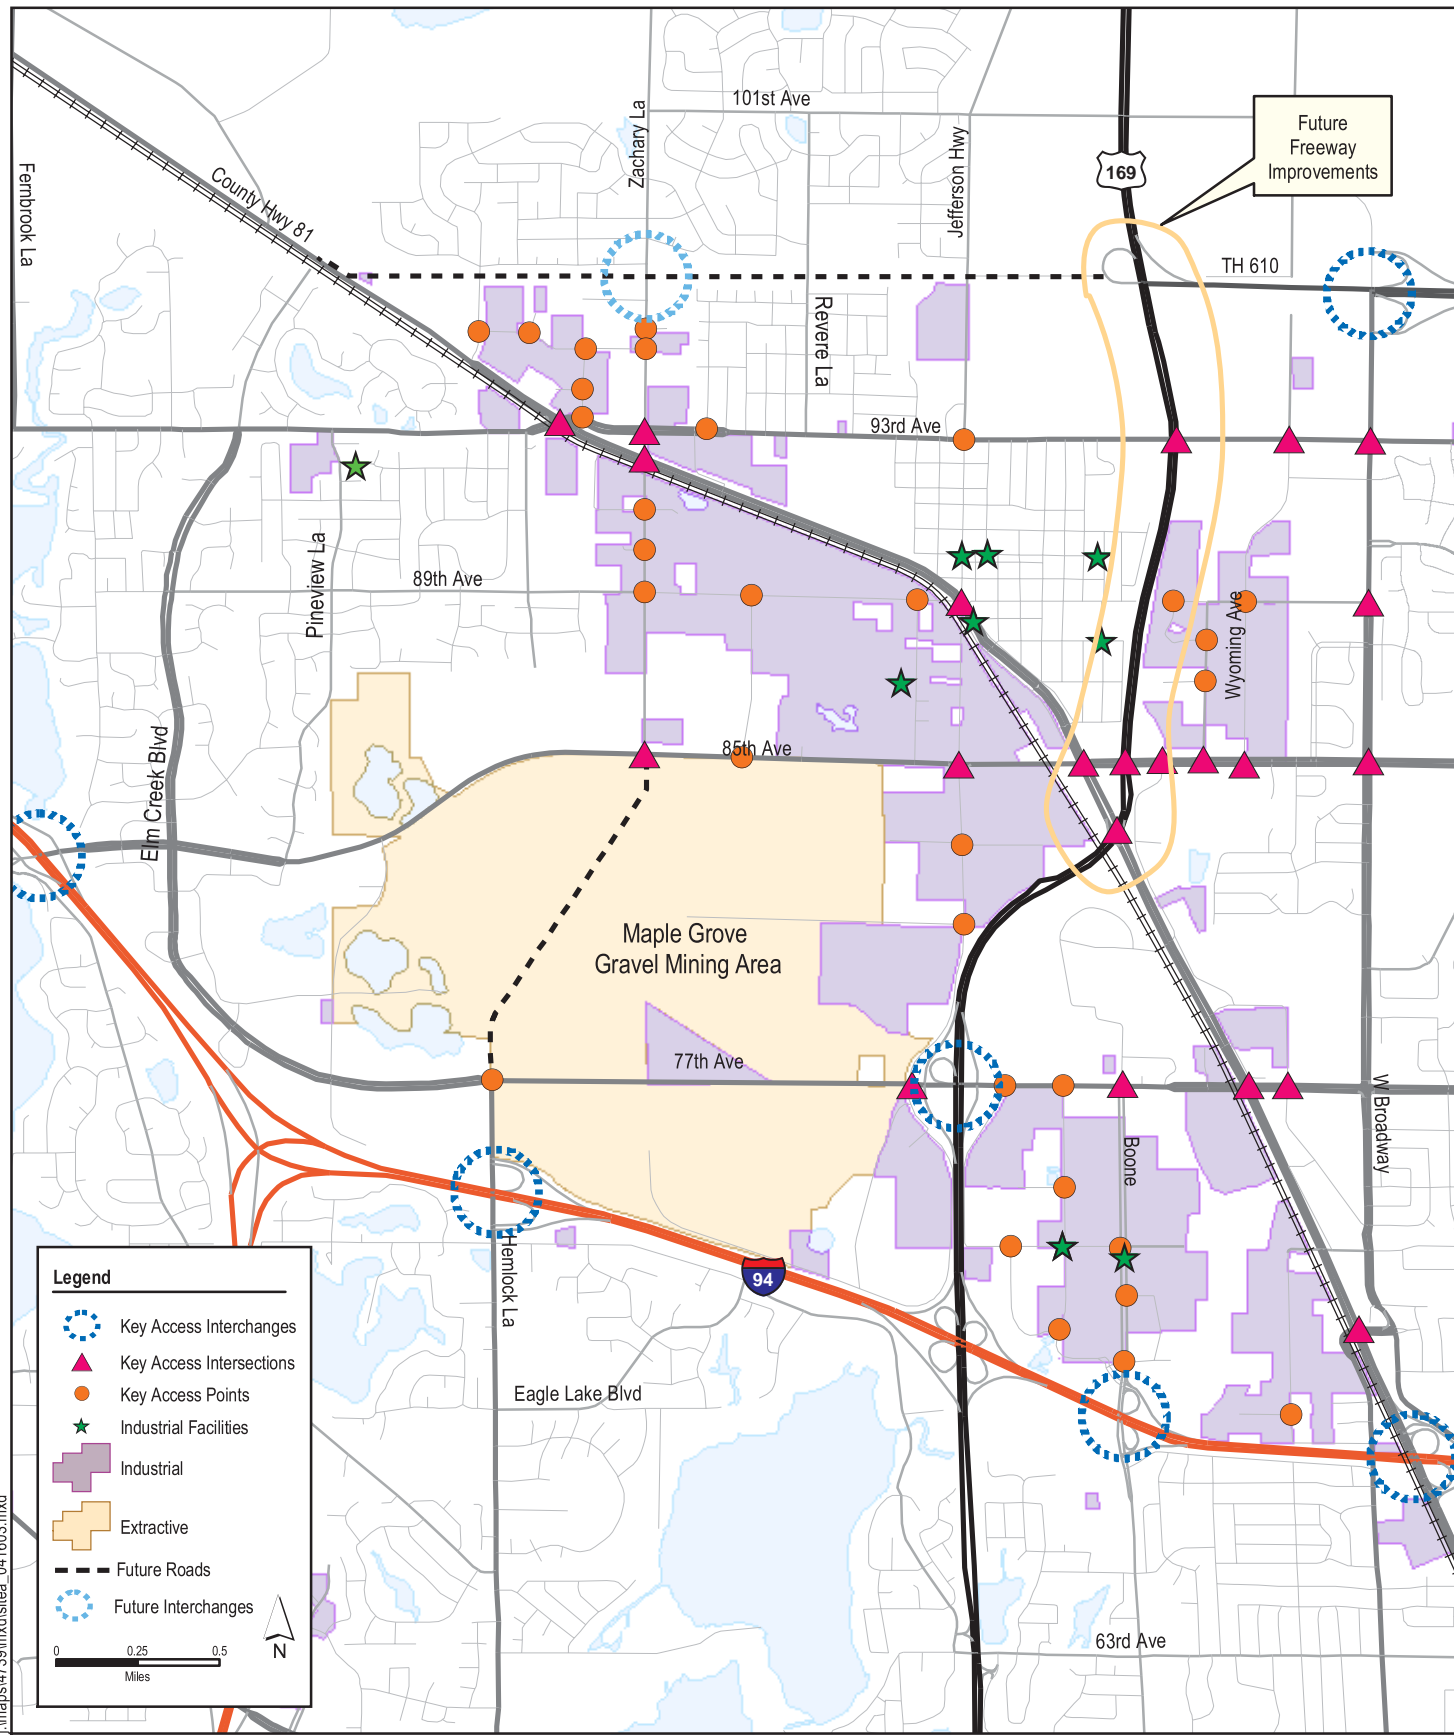 101st Ave
Zachary La
Jefferson Hwy
Future
Freeway
Improvements
169
Fernbrook La
County Hwy 81
TH 610
Revere La
93rd Ave
Pineview La
89th Ave
Wyoming Ave
85th Ave
Elm Creek Blvd
Maple Grove
Gravel Mining Area
77th Ave
W Broadway
Boone
Hemlock La
94
Eagle Lake Blvd
63rd Ave
Legend
Key Access Interchanges
Key Access Intersections
Key Access Points
Industrial Facilities
Industrial
Extractive
Future Roads
Future Interchanges
0 0.25 0.5
Miles
N